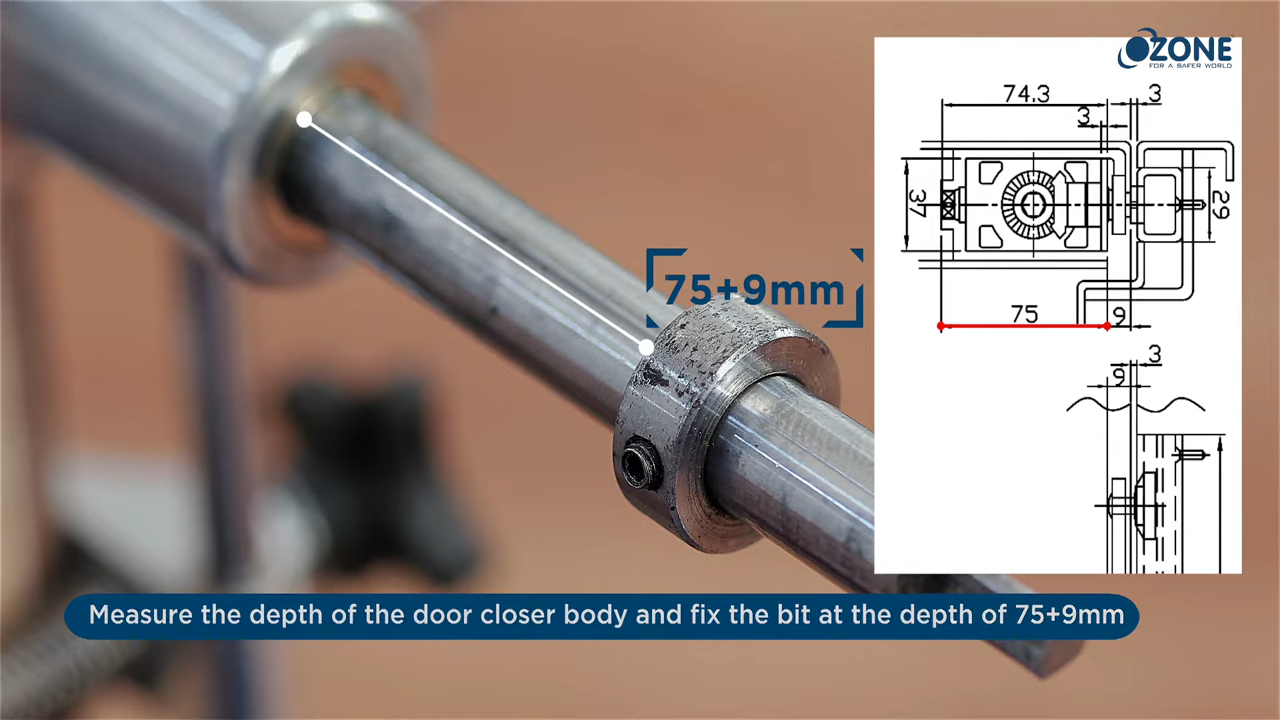 OZONE
FOR A SAFER WORLD
74.3
3
3
37
29
75
9
3
9
75+9mm
Measure the depth of the door closer body and fix the bit at the depth of 75+9mm